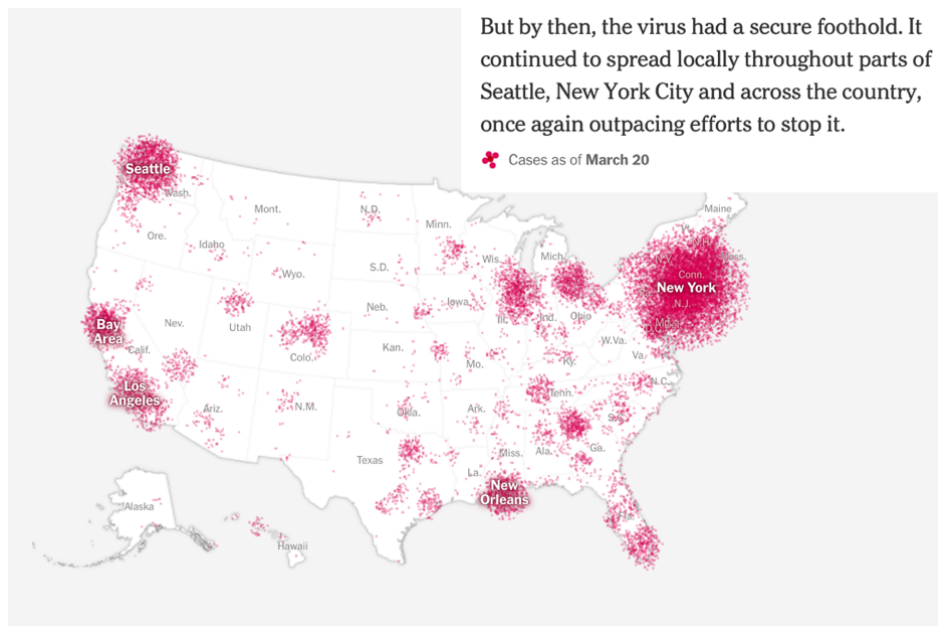 But by then, the virus had a secure foothold. It
continued to spread locally throughout parts of
Seattle, New York City and across the country,
once again outpacing efforts to stop it.
Cases as of March 20
Seattle
Wash.
Maine
Mont.
N.D.
Minn.
Ore.
Idaho
Wis.
Mich.
Mass.
S.D.
Wyo.
Conn.
New York
Neb.
Iowa
N.J.
Ill.
Ind.
Ohio
Bay
Area
Nev.
Utah
Md.
D.C.
W.Va.
Calif.
Colo.
Kan.
Mo.
Ky.
Va.
Los
Angeles
Tenn.
N.C.
Ariz.
N.M.
Okla.
Ark.
S.C.
Texas
Miss.
Ala.
Ga.
La.
New
Orleans
Alaska
Fla.
Hawaii